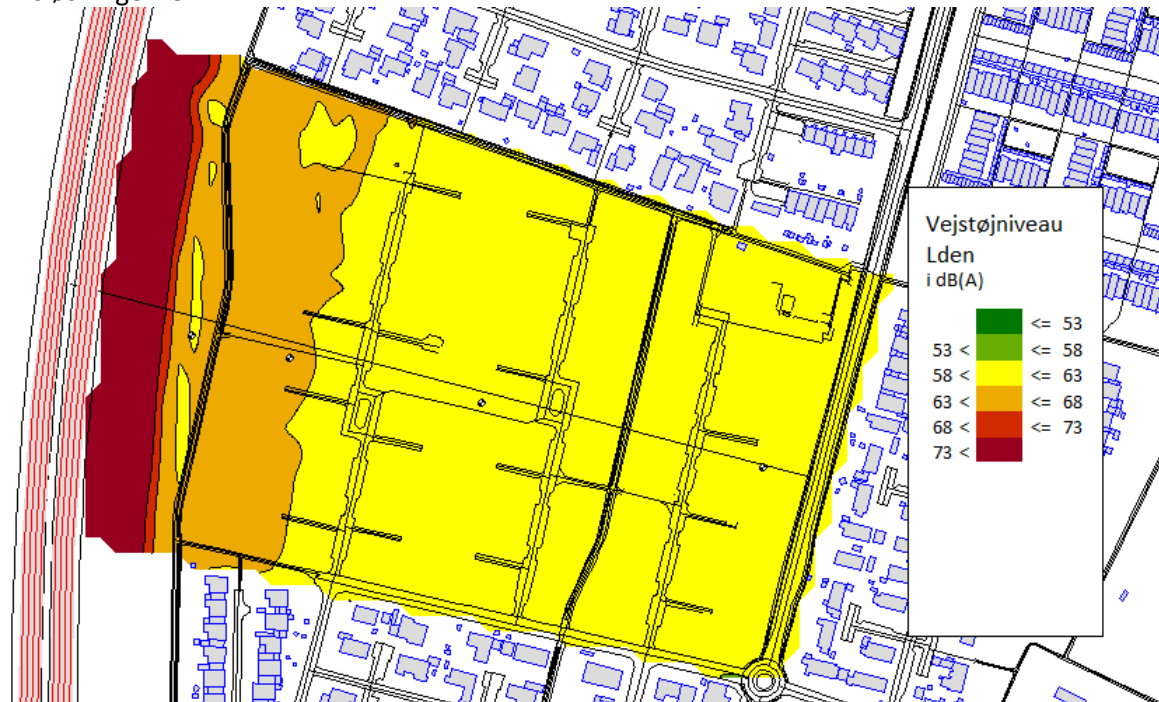 Vejstøjniveau
Lden
i dB(A)
<= 53
53 < <= 58
58 < <= 63
63 < <= 68
68 < <= 73
73 <